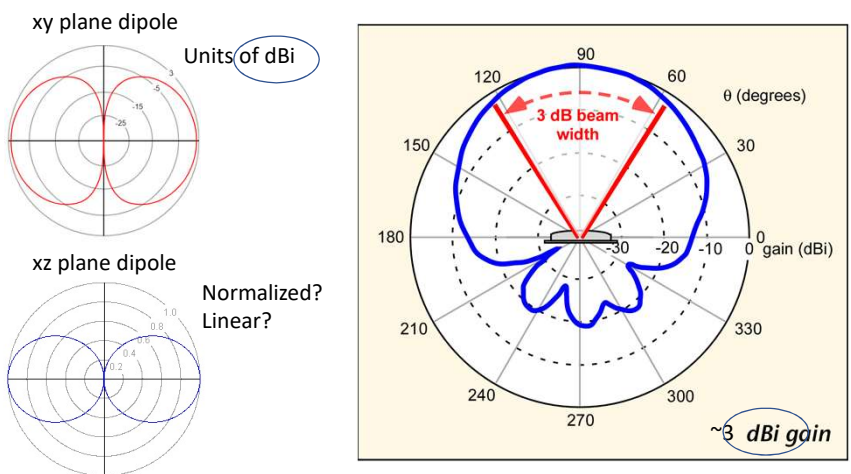 xy plane dipole
Units of dBi
3
-5
-15
-25
xz plane dipole
Normalized?
Linear?
1.0
0.8
0.6
0.4
0.2
90
120
60
θ (degrees)
3 dB beam
width
150
30
180
-30
-20
-10
0
0
gain (dBi)
210
330
240
300
270
~3 dBi gain